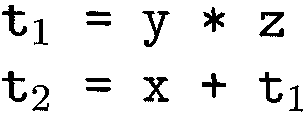 t₁ = y * z
t₂ = x + t₁